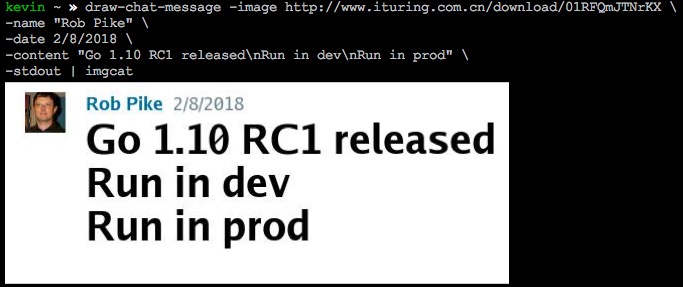 kevin ~ » draw-chat-message -image http://www.ituring.com.cn/download/01RFQmJTNrKX \
-name "Rob Pike" \
-date 2/8/2018 \
-content "Go 1.10 RC1 released\nRun in dev\nRun in prod" \
-stdout | imgcat
Rob Pike 2/8/2018
Go 1.10 RC1 released
Run in dev
Run in prod